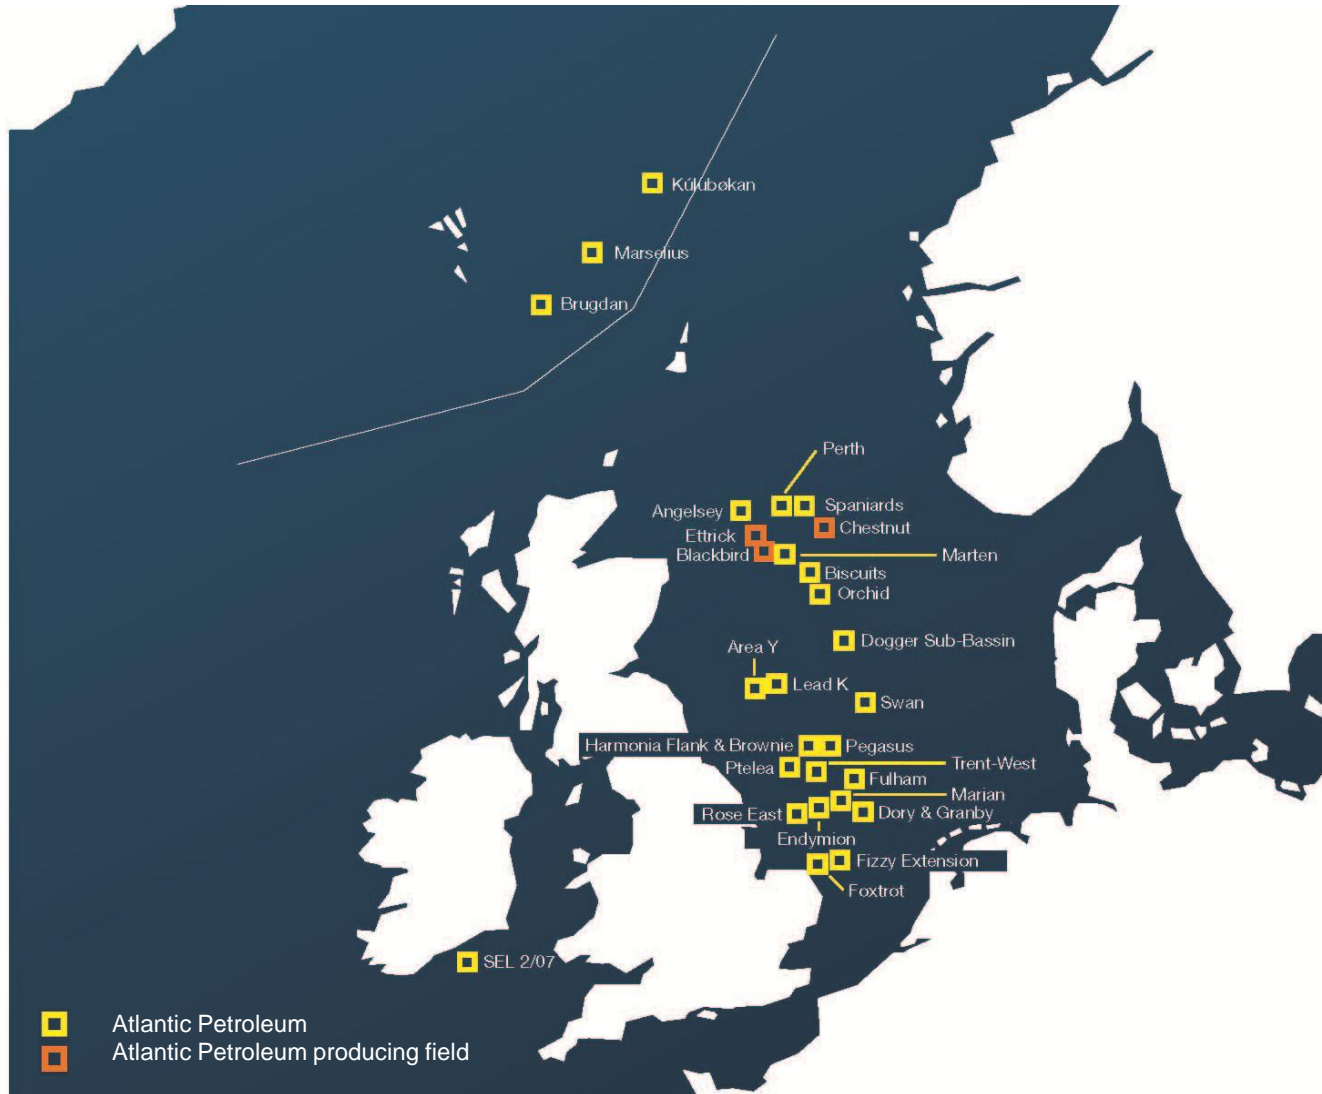 Kúlubøkan
Marselius
Brugdan
Perth
Angelsey
Spaniards
Ettrick
Chestnut
Blackbird
Marten
Biscuits
Orchid
Area Y
Dogger Sub-Bassin
Lead K
Swan
Harmonia Flank & Brownie
Pegasus
Ptelea
Trent-West
Fulham
Marjan
Rose East
Dory & Granby
Endymion
Fizzy Extension
Foxtrot
SEL 2/07
Atlantic Petroleum
Atlantic Petroleum producing field